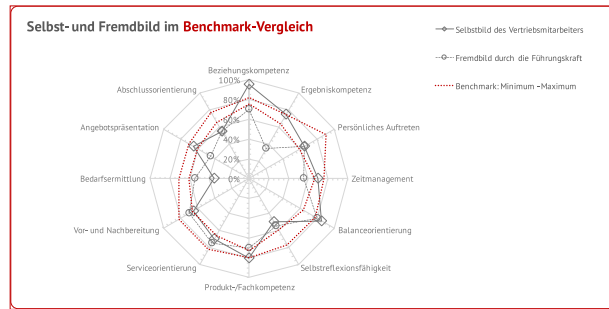 Selbst- und Fremdbild im Benchmark-Vergleich
Selbstbild des Vertriebsmitarbeiters
Fremdbild durch die Führungskraft
Benchmark: Minimum -Maximum
Beziehungskompetenz
Ergebniskompetenz
Persönliches Auftreten
Zeitmanagement
Balanceorientierung
Selbstreflexionsfähigkeit
Produkt-/Fachkompetenz
Serviceorientierung
Vor- und Nachbereitung
Bedarfsermittlung
Angebotspräsentation
Abschlussorientierung
100%
80%
60%
40%
20%
0%